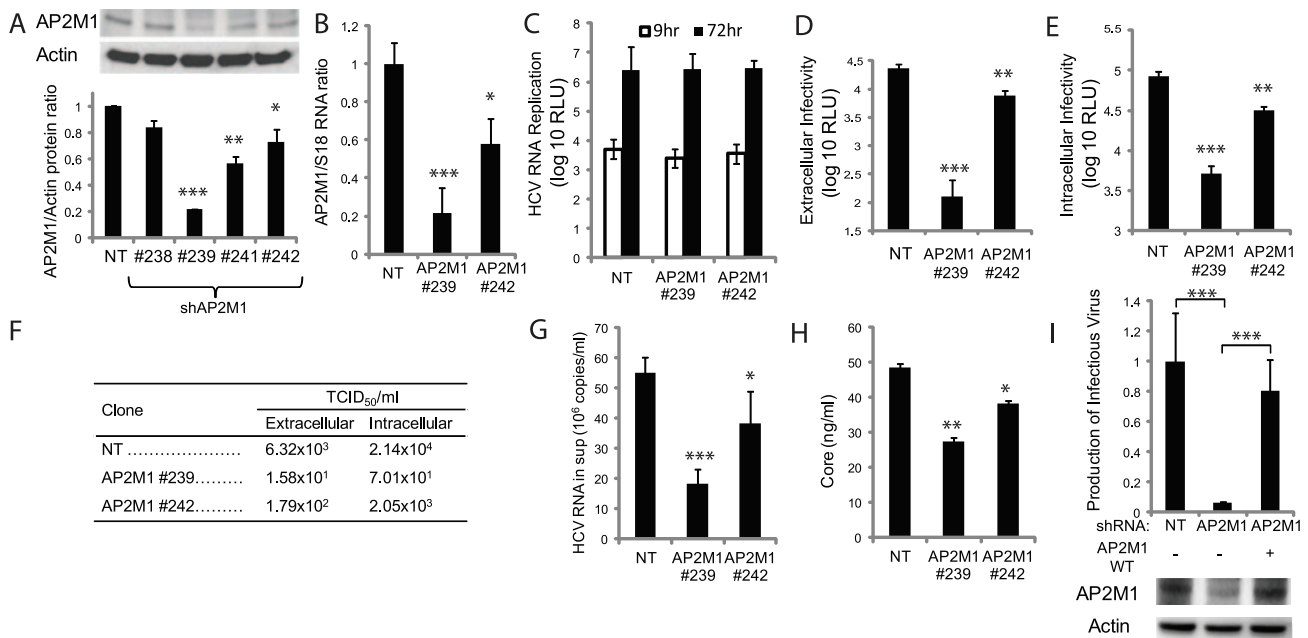 A
AP2M1
Actin
AP2M1/Actin protein ratio
1
0.8
0.6
0.4
0.2
0
***
**
*
NT #238 #239 #241 #242
shAP2M1
B
AP2M1/S18 RNA ratio
1.2
1
0.8
0.6
0.4
0.2
0
***
*
NT
AP2M1 #239
AP2M1 #242
C
9hr 72hr
HCV RNA Replication
(log 10 RLU)
8
7
6
5
4
3
2
1
0
NT
AP2M1 #239
AP2M1 #242
D
Extracellular Infectivity
(log 10 RLU)
4.5
4
3.5
3
2.5
2
1.5
***
**
NT
AP2M1 #239
AP2M1 #242
E
Intracellular Infectivity
(log 10 RLU)
5.5
5
4.5
4
3.5
3
***
**
NT
AP2M1 #239
AP2M1 #242
F
Clone
TCID50/ml
Extracellular Intracellular
NT ..................... 6.32x10³ 2.14x10⁴
AP2M1 #239......... 1.58x10¹ 7.01x10¹
AP2M1 #242......... 1.79x10² 2.05x10³
G
HCV RNA in sup (10⁶ copies/ml)
70
60
50
40
30
20
10
0
***
*
NT
AP2M1 #239
AP2M1 #242
H
Core (ng/ml)
60
50
40
30
20
10
0
**
*
NT
AP2M1 #239
AP2M1 #242
I
Production of Infectious Virus
1.4
1.2
1
0.8
0.6
0.4
0.2
0
***
***
shRNA: NT AP2M1 AP2M1
AP2M1 WT - - +
AP2M1
Actin